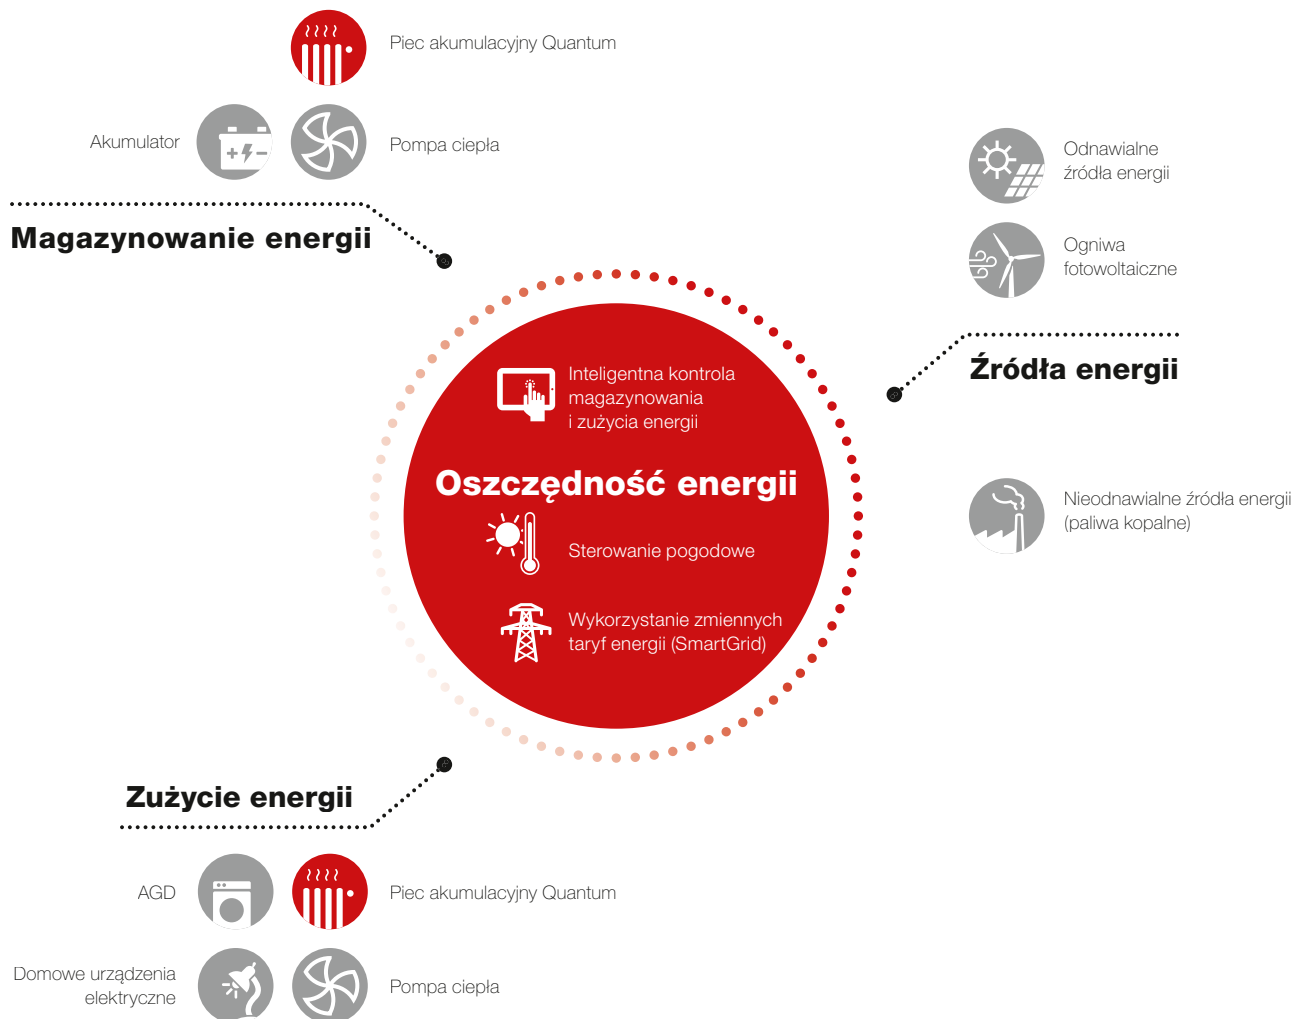 Piec akumulacyjny Quantum
Akumulator
Pompa ciepła
Magazynowanie energii
Odnawialne
źródła energii
Ogniwa
fotowoltaiczne
Źródła energii
Nieodnawialne źródła energii
(paliwa kopalne)
Inteligentna kontrola
magazynowania
i zużycia energii
Oszczędność energii
Sterowanie pogodowe
Wykorzystanie zmiennych
taryf energii (SmartGrid)
Zużycie energii
AGD
Piec akumulacyjny Quantum
Domowe urządzenia
elektryczne
Pompa ciepła